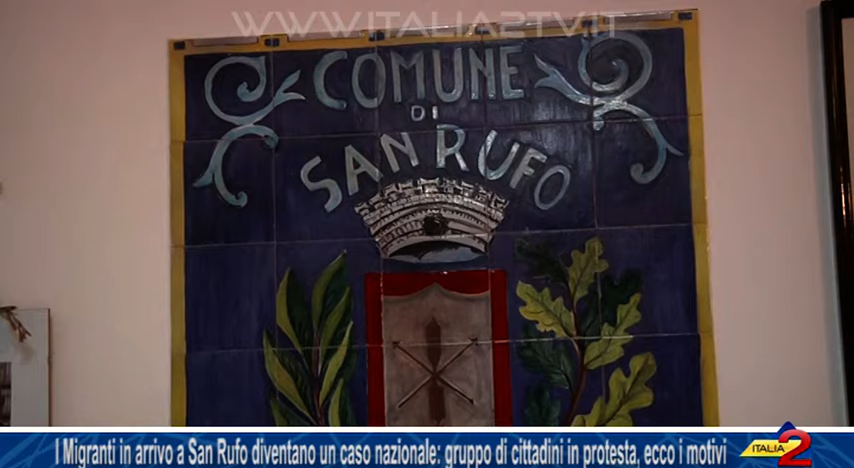 WWW.ITALIA2TV.IT
COMUNE
DI
SAN RUFO
I Migranti in arrivo a San Rufo diventano un caso nazionale: gruppo di cittadini in protesta, ecco i motivi
ITALIA 2